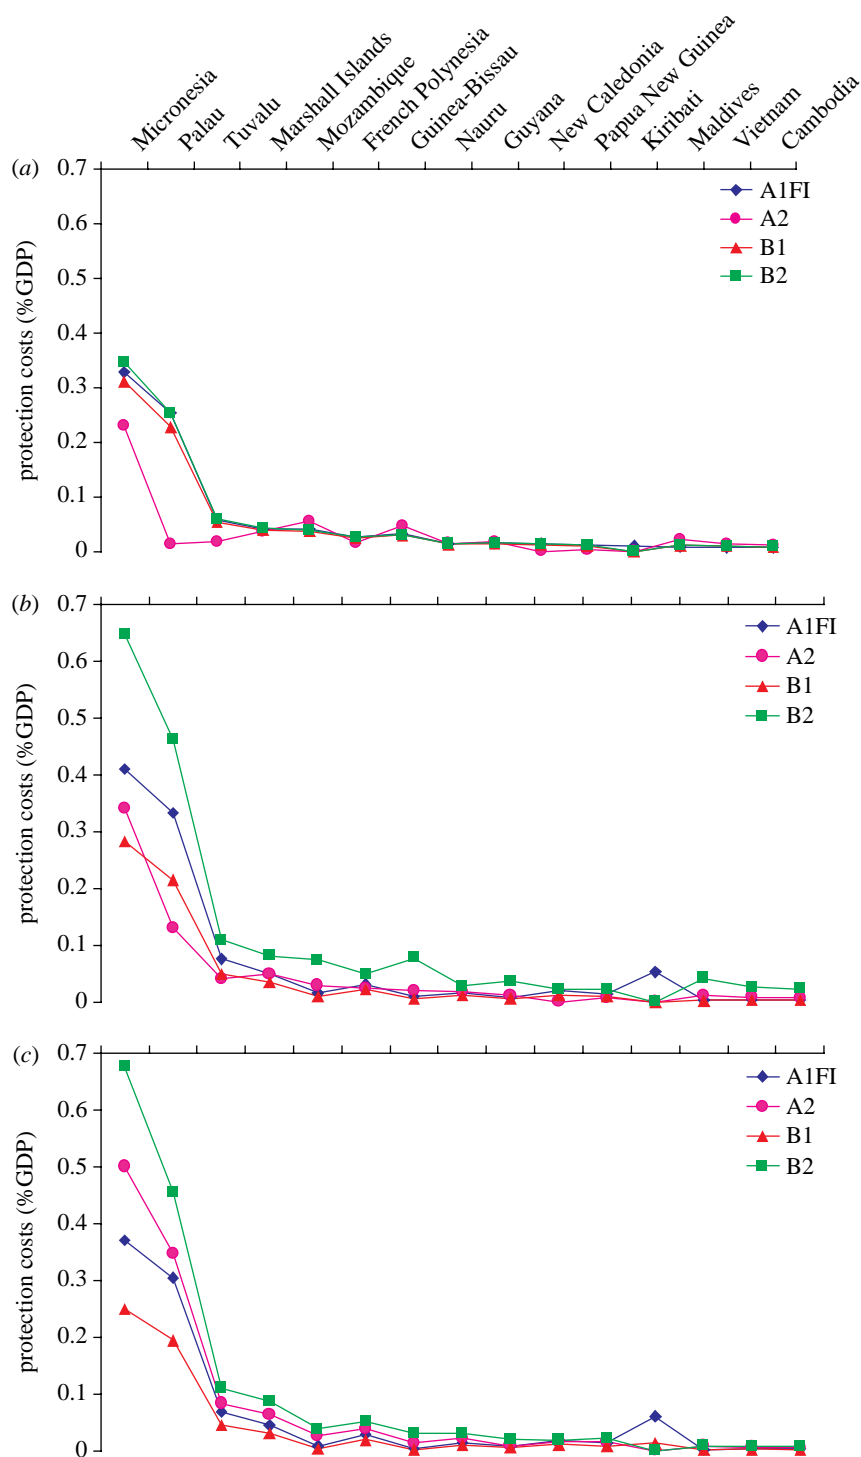 Micronesia
Palau
Tuvalu
Marshall Islands
Mozambique
French Polynesia
Guinea-Bissau
Nauru
Guyana
New Caledonia
Papua New Guinea
Kiribati
Maldives
Vietnam
Cambodia
(a)
protection costs (%GDP)
0.7
0.6
0.5
0.4
0.3
0.2
0.1
0
A1FI
A2
B1
B2
(b)
protection costs (%GDP)
0.7
0.6
0.5
0.4
0.3
0.2
0.1
0
A1FI
A2
B1
B2
(c)
protection costs (%GDP)
0.7
0.6
0.5
0.4
0.3
0.2
0.1
0
A1FI
A2
B1
B2